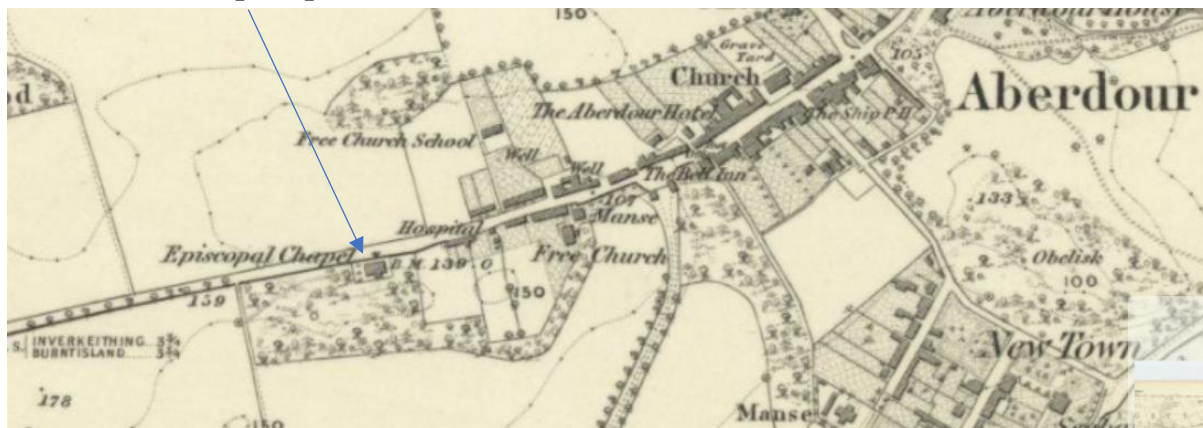 150
Aberdour House
Grave
Yard
105
Church
d
Aberdour
The Aberdour Hotel
The Ship P.H.
Free Church School
Well
Well
The Bell Inn
107
Manse
133
Hospital
Episcopal Chapel
B.M. 139.0
Free Church
Obelisk
100
159
150
S.
INVERKEITHING 3¾
BURNTISLAND 3¾
New Town
178
150
Manse